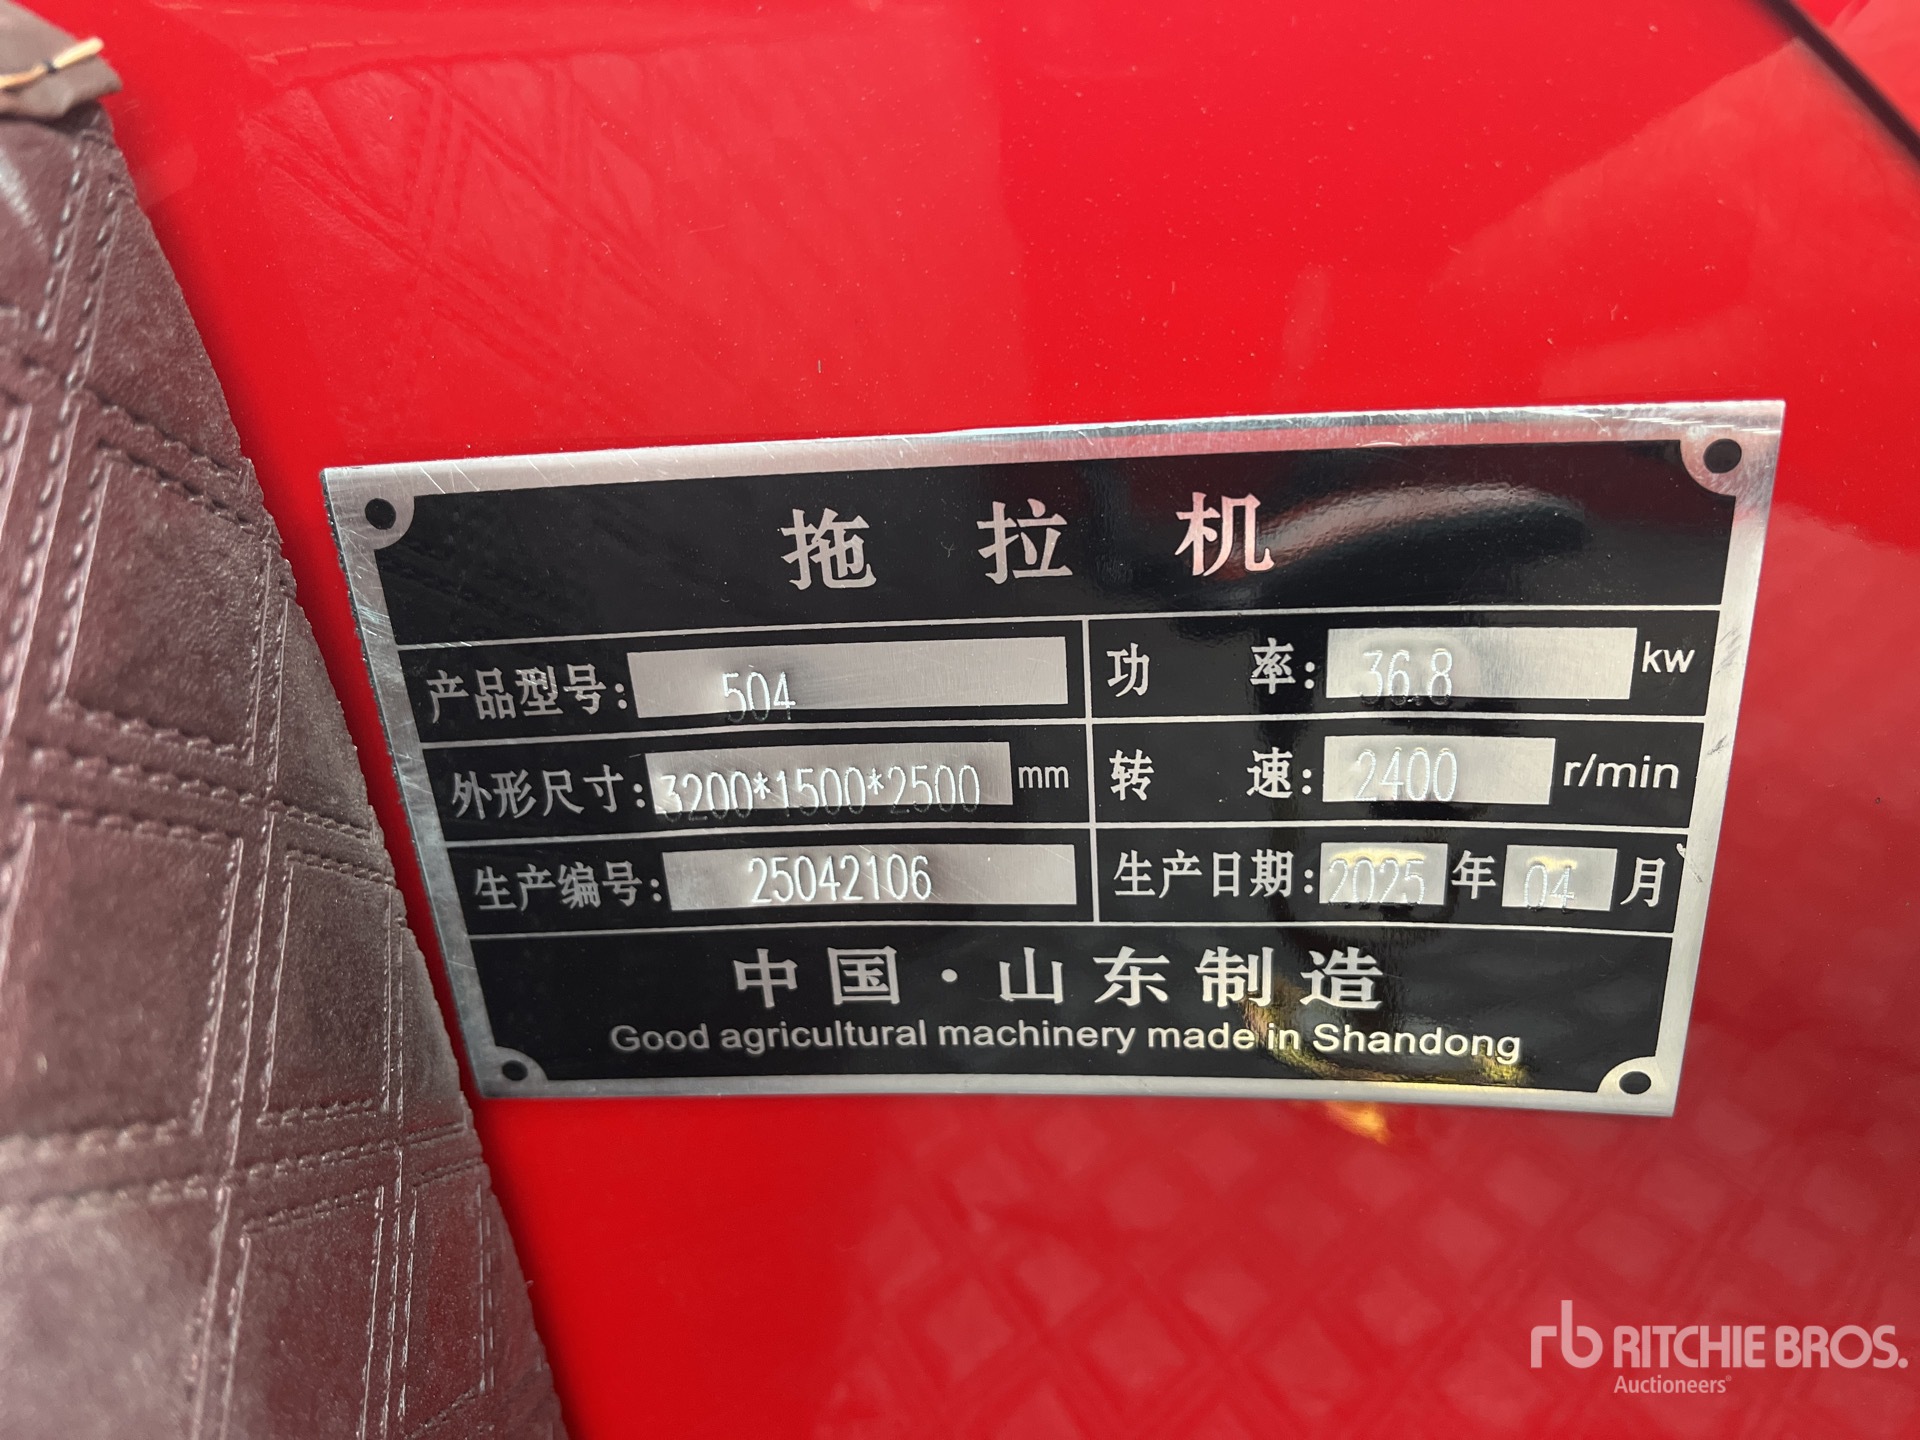 拖拉机
产品型号: 504 功率: 36.8 kw
外形尺寸: 3200*1500*2500 mm 转速: 2400 r/min
生产编号: 25042106 生产日期: 2025 年 04 月
中国·山东制造
Good agricultural machinery made in Shandong
rb RITCHIE BROS.
Auctioneers